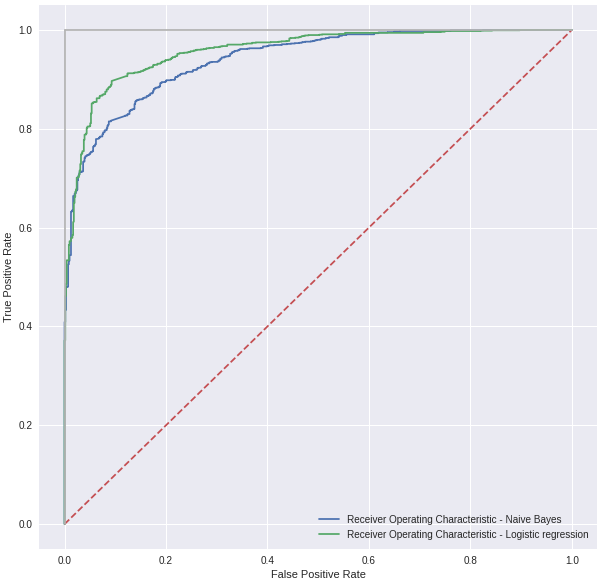 1.0
0.8
0.6
0.4
0.2
0.0
True Positive Rate
Receiver Operating Characteristic - Naive Bayes
Receiver Operating Characteristic - Logistic regression
0.0 0.2 0.4 0.6 0.8 1.0
False Positive Rate